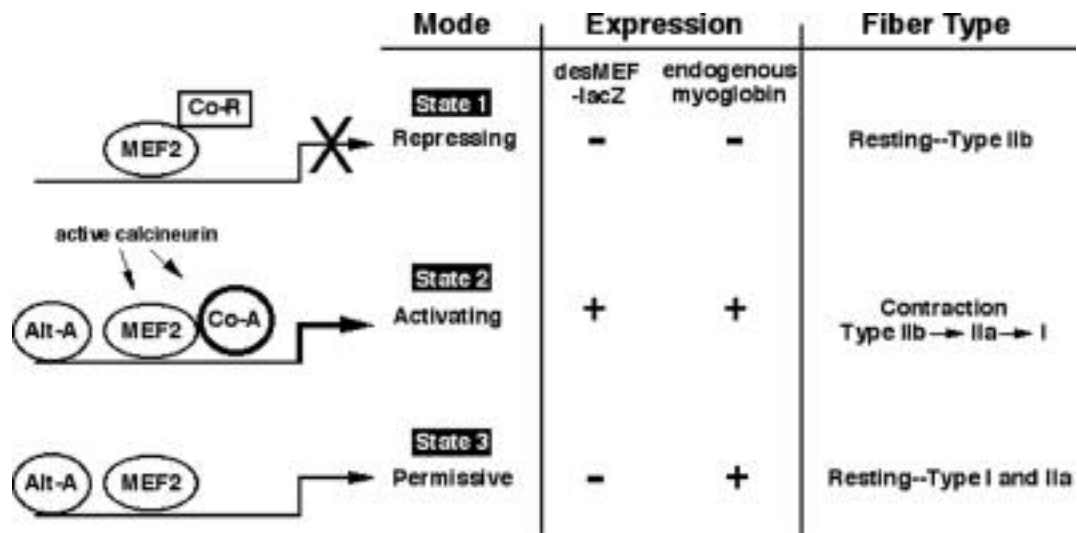 Mode Expression Fiber Type
desMEF endogenous
-lacZ myoglobin
Co-R
MEF2
State 1
Repressing
- -
Resting--Type IIb
active calcineurin
Alt-A MEF2 Co-A
State 2
Activating
+ +
Contraction
Type IIb → IIa → I
Alt-A MEF2
State 3
Permissive
- +
Resting--Type I and IIa